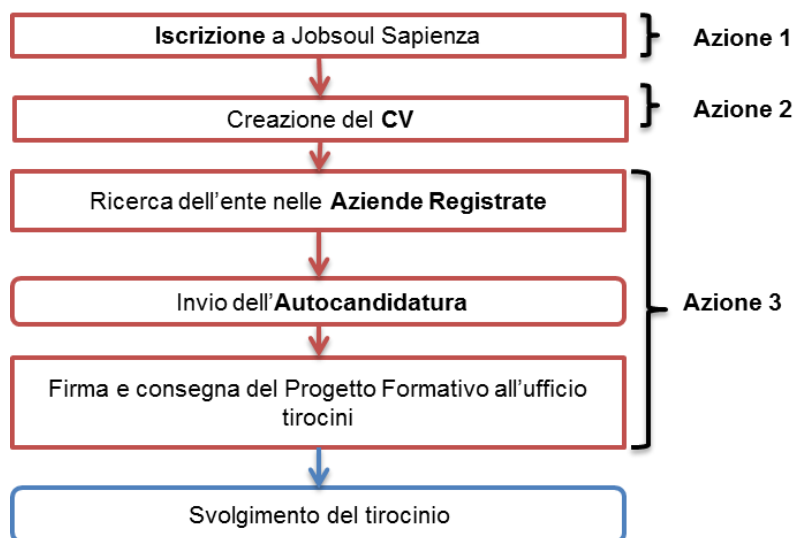 Iscrizione a Jobsoul Sapienza
Azione 1
Creazione del CV
Azione 2
Ricerca dell’ente nelle Aziende Registrate
Invio dell’Autocandidatura
Azione 3
Firma e consegna del Progetto Formativo all’ufficio
tirocini
Svolgimento del tirocinio